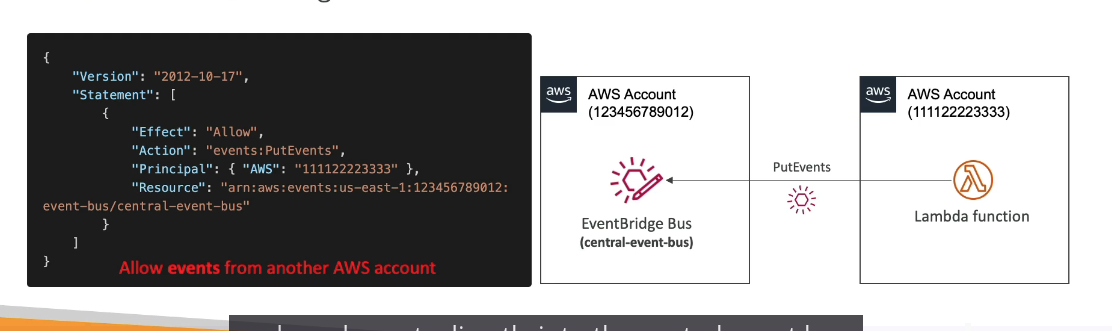 {
"Version": "2012-10-17",
"Statement": [
{
"Effect": "Allow",
"Action": "events:PutEvents",
"Principal": { "AWS": "111122223333" },
"Resource": "arn:aws:events:us-east-1:123456789012:
event-bus/central-event-bus"
}
]
}
Allow events from another AWS account
aws
AWS Account
(123456789012)
EventBridge Bus
(central-event-bus)
PutEvents
aws
AWS Account
(111122223333)
Lambda function